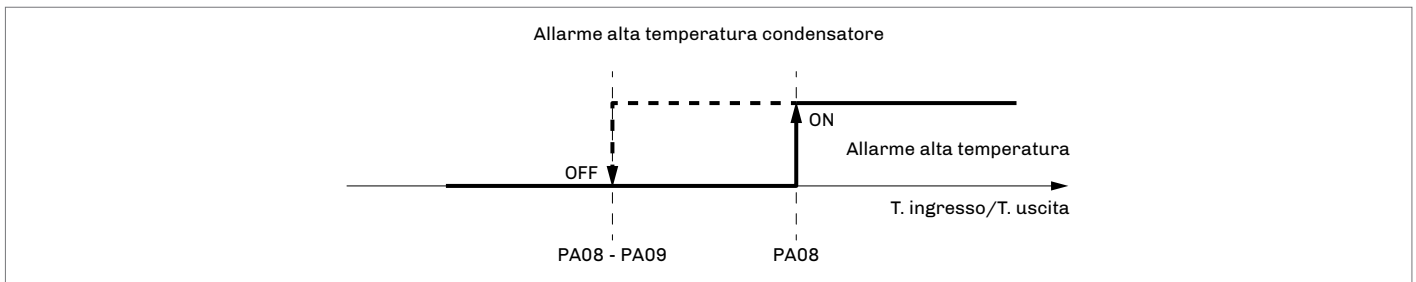 Allarme alta temperatura condensatore
ON
Allarme alta temperatura
OFF
T. ingresso/T. uscita
PA08 - PA09
PA08